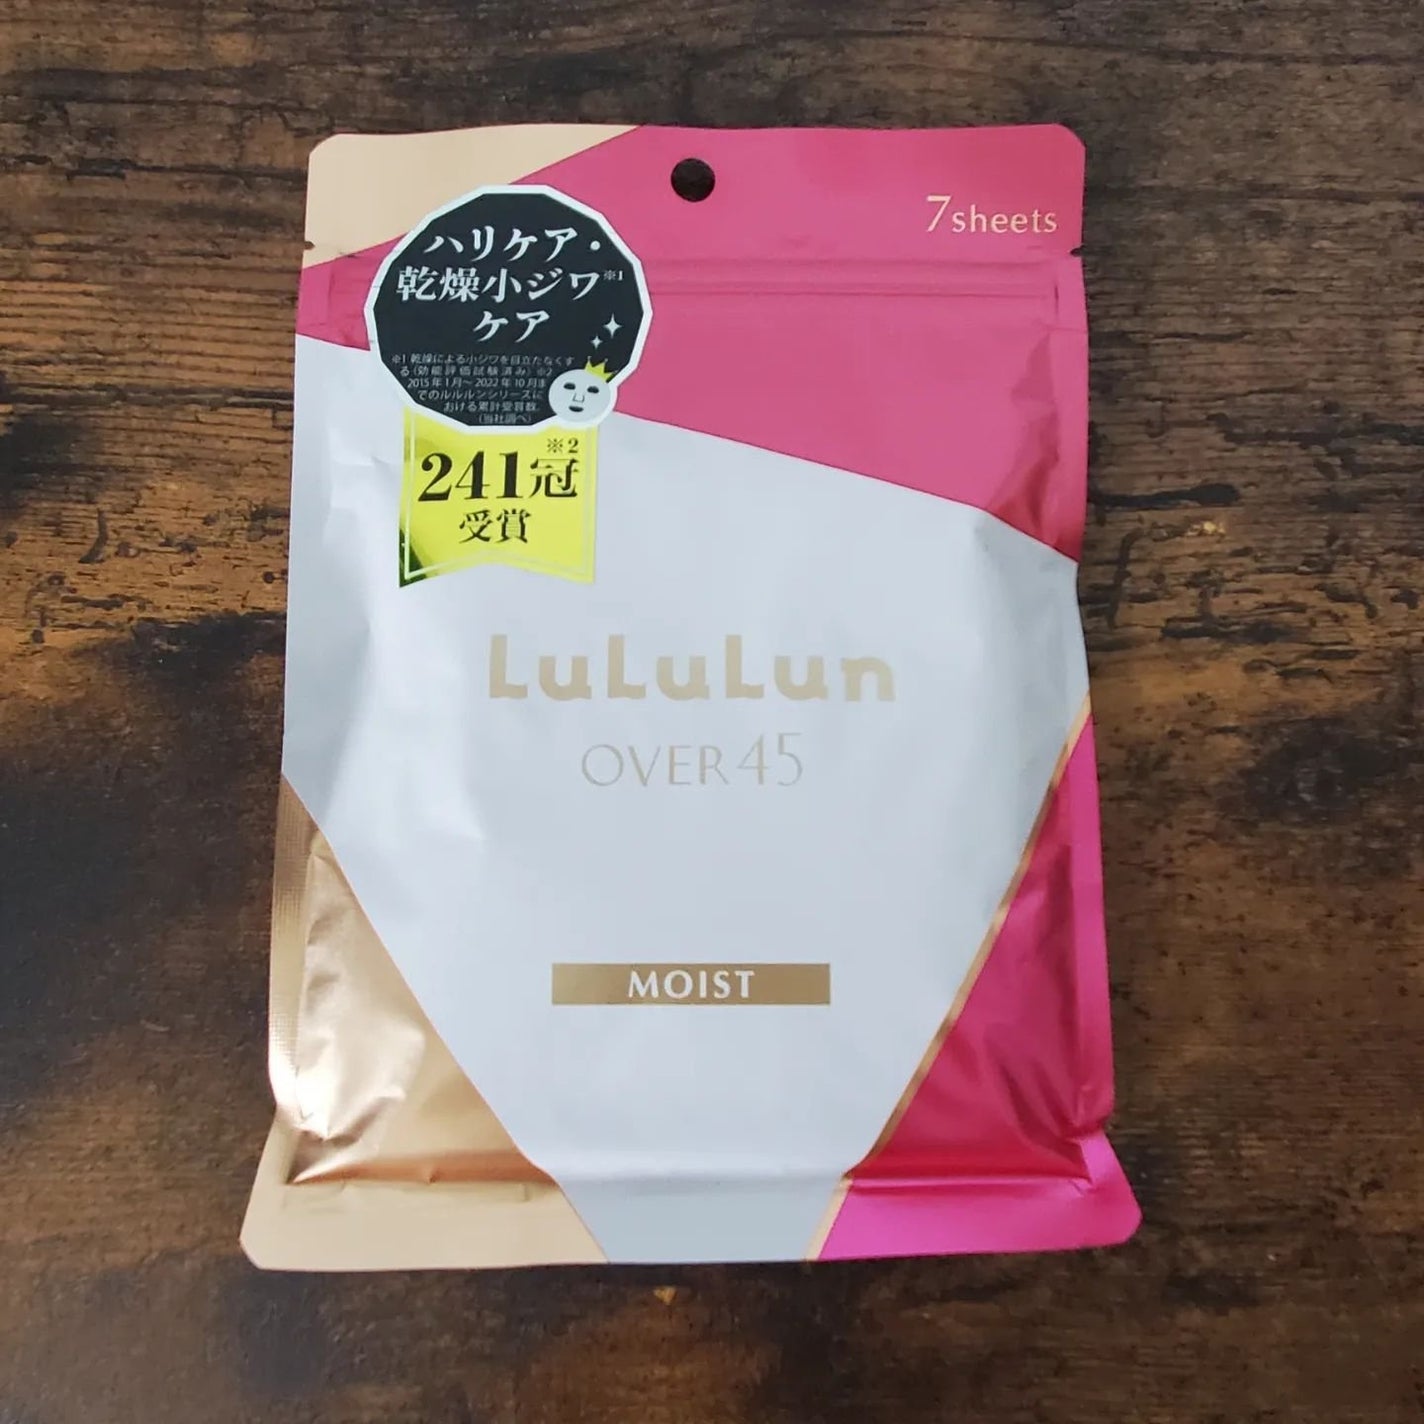 7sheets
ハリケア・
乾燥小ジワ※1
ケア
※1 乾燥による小ジワを目立たなくす
る(効能評価試験済み) ※2
2015年1月～2022年10月ま
でのルルルンシリーズに
おける累計受賞数。
(当社調べ)
※2
241冠
受賞
LuLuLun
OVER45
MOIST